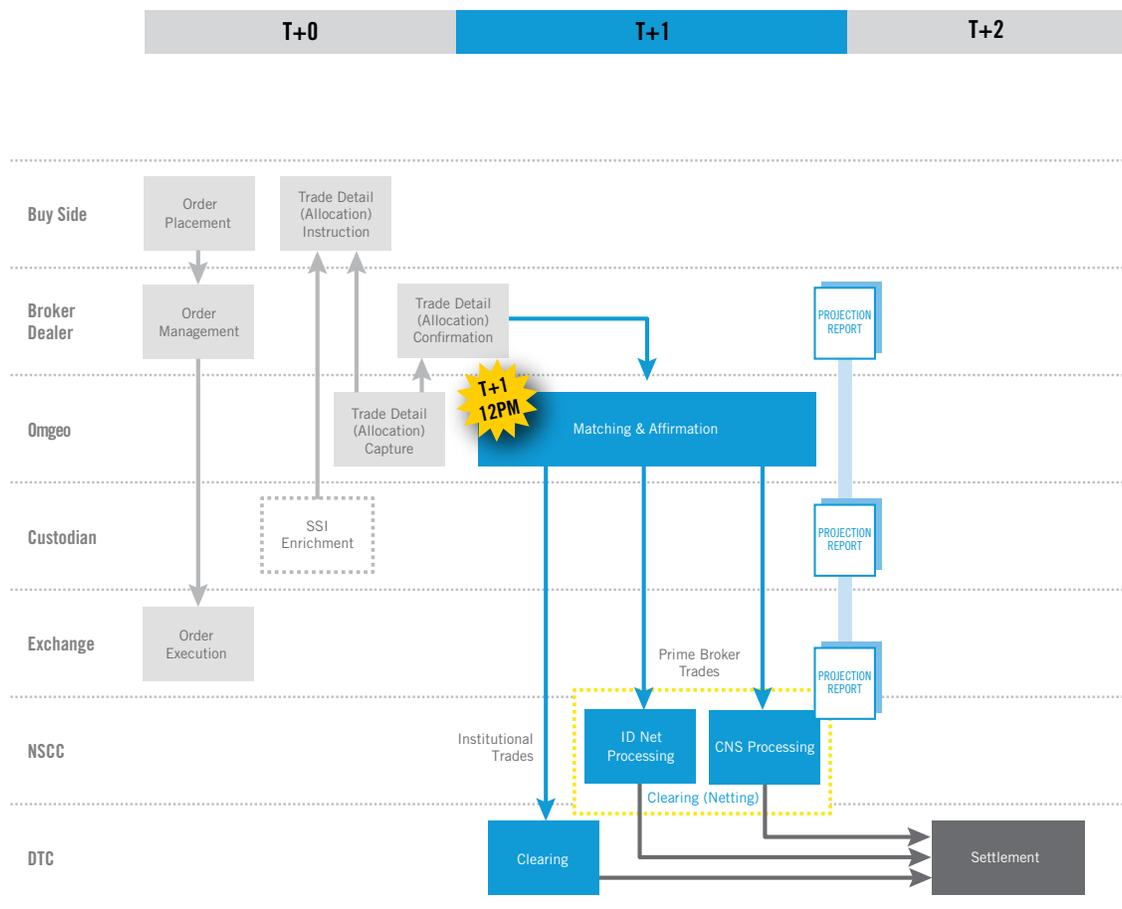 T+0
T+1
T+2
Buy Side
Order
Placement
Trade Detail
(Allocation)
Instruction
Broker
Dealer
Order
Management
Trade Detail
(Allocation)
Confirmation
PROJECTION
REPORT
Omgeo
Trade Detail
(Allocation)
Capture
T+1
12PM
Matching & Affirmation
Custodian
SSI
Enrichment
PROJECTION
REPORT
Exchange
Order
Execution
Prime Broker
Trades
PROJECTION
REPORT
NSCC
Institutional
Trades
ID Net
Processing
CNS Processing
Clearing (Netting)
DTC
Clearing
Settlement